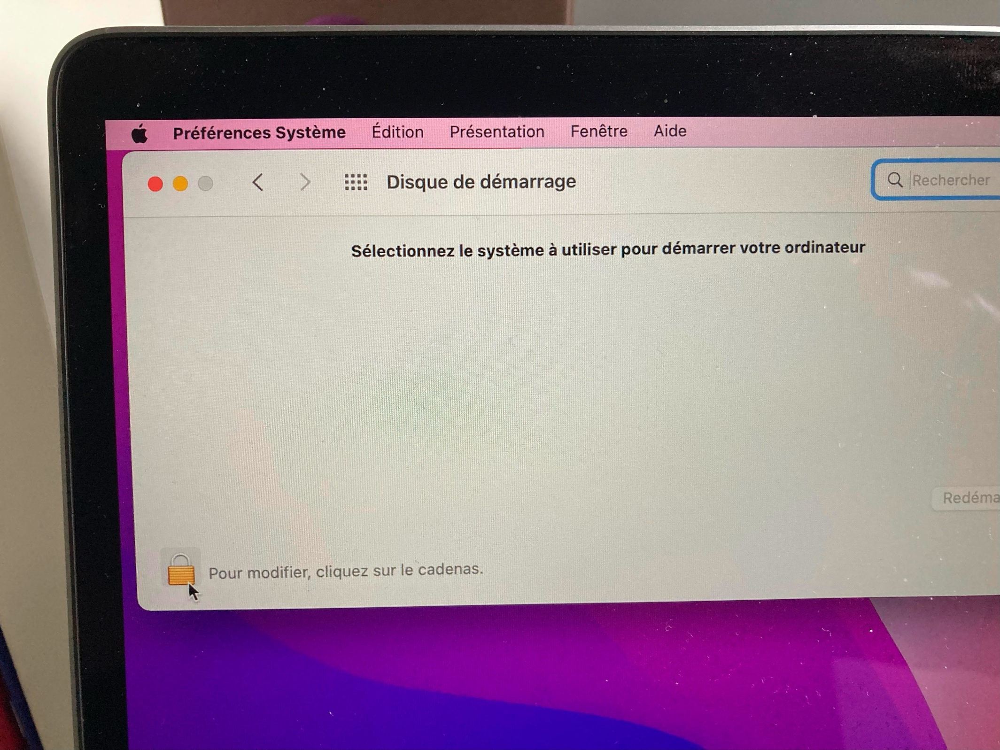 Préférences Système Édition Présentation Fenêtre Aide
Disque de démarrage
Rechercher
Sélectionnez le système à utiliser pour démarrer votre ordinateur
Redéma
Pour modifier, cliquez sur le cadenas.